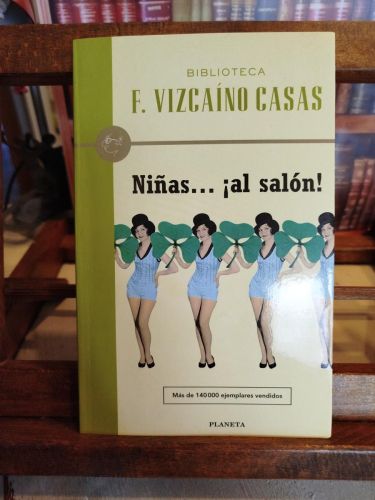 BIBLIOTECA
F. VIZCAÍNO CASAS
Niñas... ¡al salón!
Más de 140000 ejemplares vendidos
PLANETA